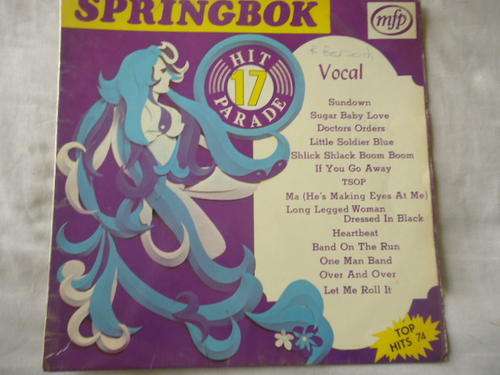 SPRINGBOK
mfp
HIT
17
PARADE
Vocal
Sundown
Sugar Baby Love
Doctors Orders
Little Soldier Blue
Shlick Shlack Boom Boom
If You Go Away
TSOP
Ma (He's Making Eyes At Me)
Long Legged Woman
Dressed In Black
Heartbeat
Band On The Run
One Man Band
Over And Over
Let Me Roll It
TOP
HITS 74